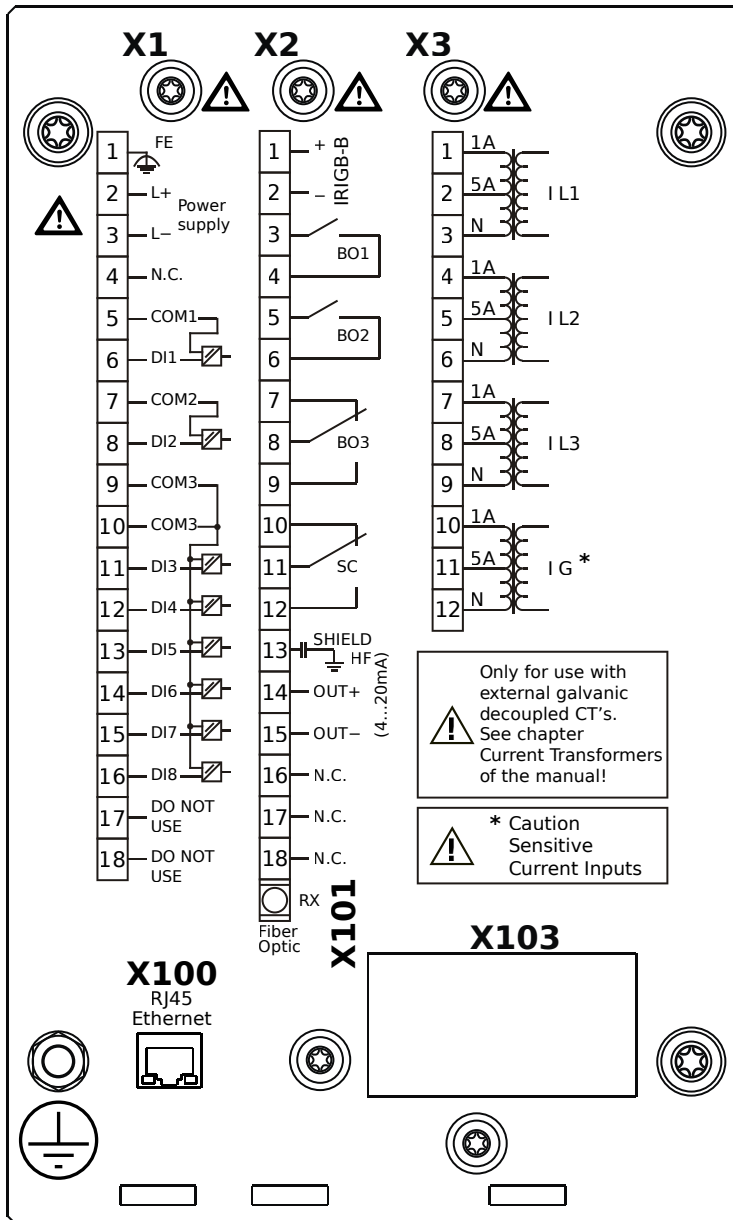 X1
X2
X3
1 FE
2 L+
3 L−
Power
supply
4 N.C.
5 COM1
6 DI1
7 COM2
8 DI2
9 COM3
10 COM3
11 DI3
12 DI4
13 DI5
14 DI6
15 DI7
16 DI8
17 DO NOT
USE
18 DO NOT
USE
1 +
2 −
IRIGB-B
3
4
BO1
5
6
BO2
7
8
9
BO3
10
11
12
SC
13 SHIELD
HF
14 OUT+
15 OUT−
(4...20mA)
16 N.C.
17 N.C.
18 N.C.
RX
Fiber
Optic
X101
1 1A
2 5A
3 N
I L1
4 1A
5 5A
6 N
I L2
7 1A
8 5A
9 N
I L3
10 1A
11 5A
12 N
I G *
! Only for use with
external galvanic
decoupled CT's.
See chapter
Current Transformers
of the manual!
! * Caution
Sensitive
Current Inputs
X100
RJ45
Ethernet
X103